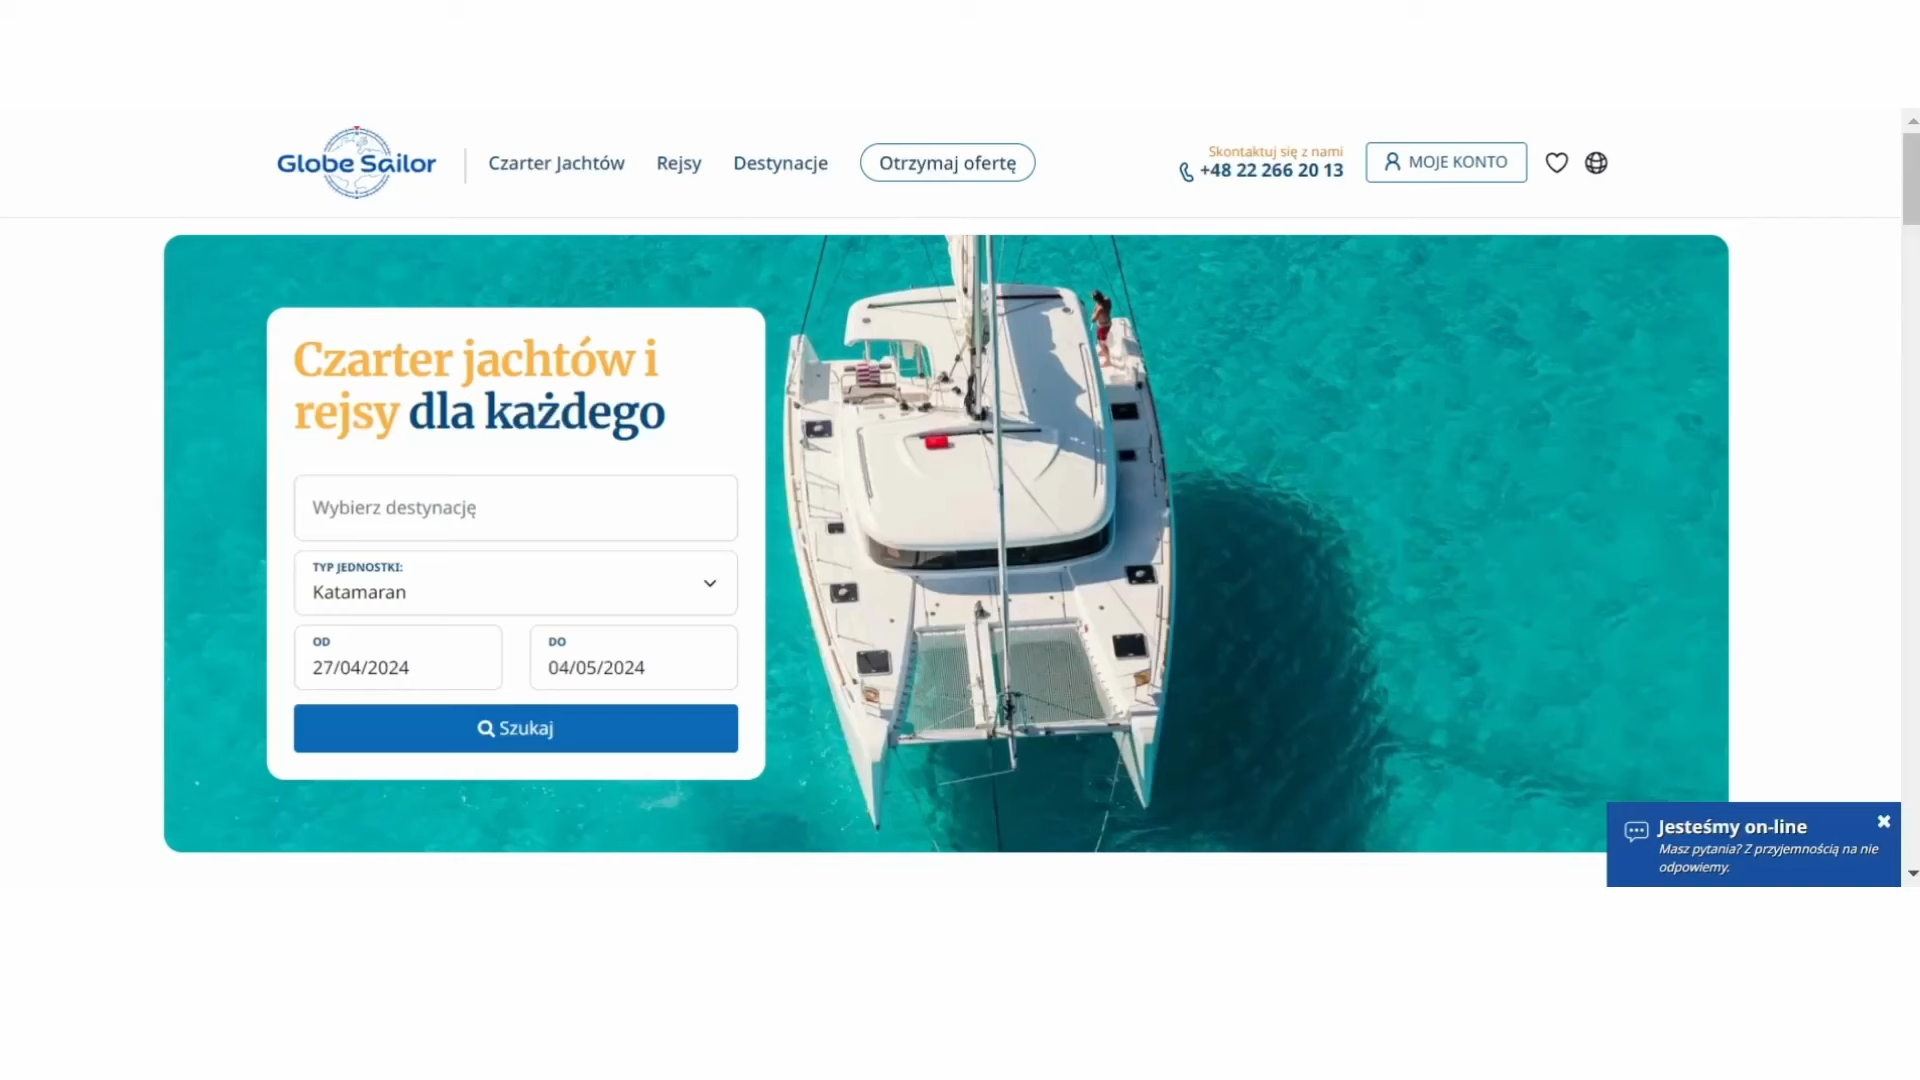 Globe Sailor
Czarter Jachtów
Rejsy
Destynacje
Otrzymaj ofertę
Skontaktuj się z nami
+48 22 266 20 13
MOJE KONTO
Czarter jachtów i
rejsy dla każdego
Wybierz destynację
TYP JEDNOSTKI:
Katamaran
OD
27/04/2024
DO
04/05/2024
Szukaj
Jesteśmy on-line
Masz pytania? Z przyjemnością na nie
odpowiemy.